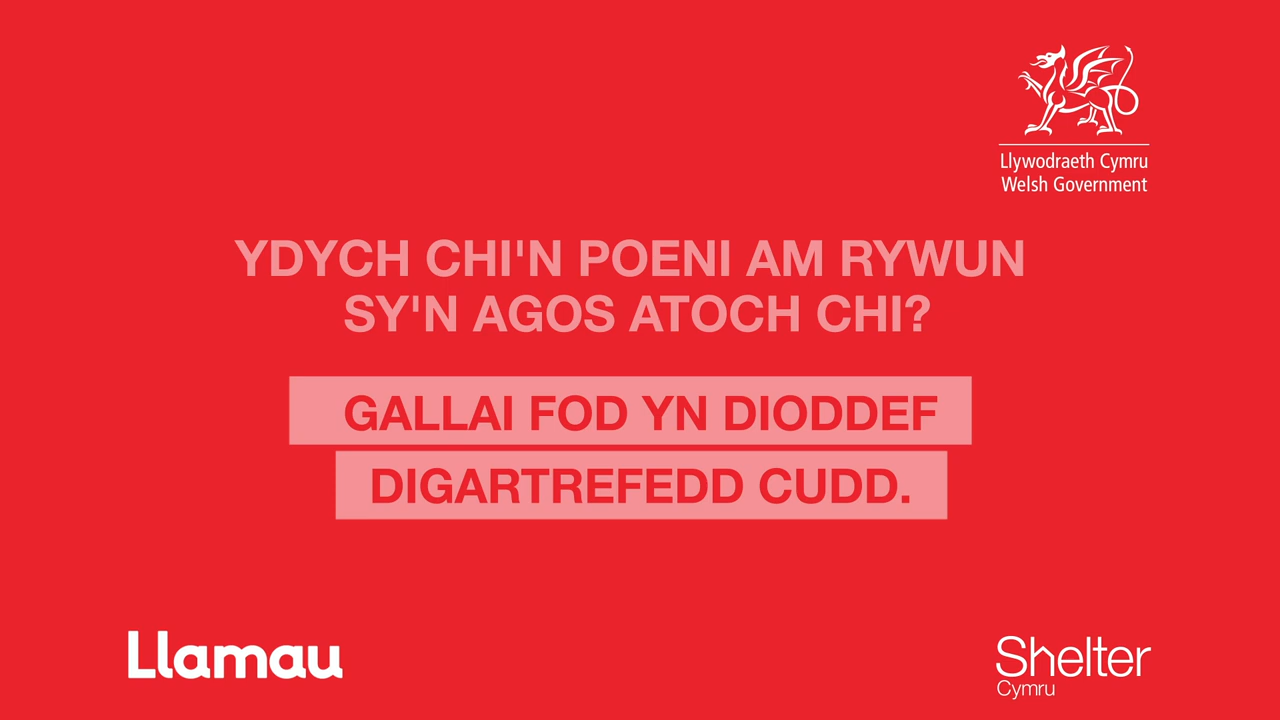 Llywodraeth Cymru
Welsh Government
YDYCH CHI'N POENI AM RYWUN
SY'N AGOS ATOCH CHI?
GALLAI FOD YN DIODDEF
DIGARTREFEDD CUDD.
Llamau
Shelter
Cymru